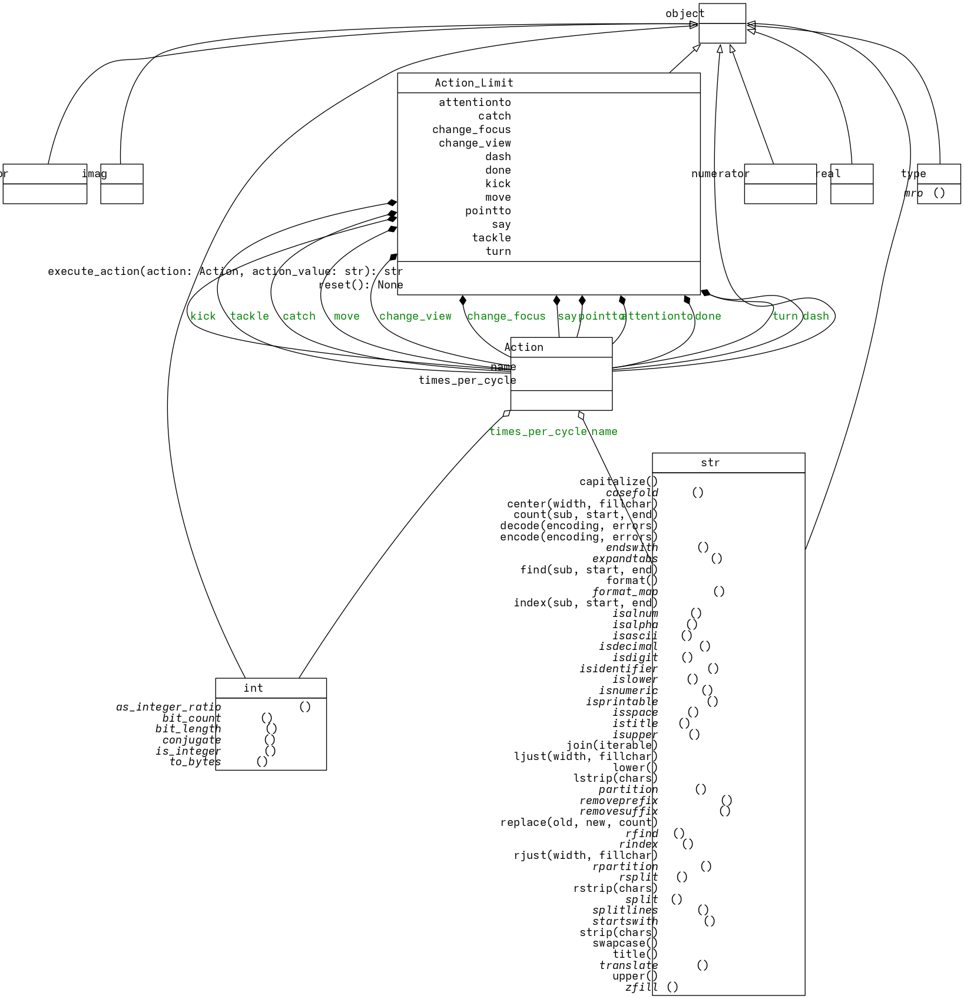 object
Action_Limit
attentionto
catch
change_focus
change_view
dash
done
kick
move
pointto
say
tackle
turn
execute_action(action: Action, action_value: str): str
reset(): None
imag
numerator
real
type
mro ()
kick tackle catch move change_view change_focus say pointto attentionto done turn dash
Action
name
times_per_cycle
times_per_cycle name
str
capitalize()
casefold ()
center(width, fillchar)
count(sub, start, end)
decode(encoding, errors)
encode(encoding, errors)
endswith ()
expandtabs ()
find(sub, start, end)
format()
format_map ()
index(sub, start, end)
isalnum ()
isalpha ()
isascii ()
isdecimal ()
isdigit ()
isidentifier ()
islower ()
isnumeric ()
isprintable ()
isspace ()
istitle ()
isupper ()
join(iterable)
ljust(width, fillchar)
lower()
lstrip(chars)
partition ()
removeprefix ()
removesuffix ()
replace(old, new, count)
rfind ()
rindex ()
rjust(width, fillchar)
rpartition ()
rsplit ()
rstrip(chars)
split ()
splitlines ()
startswith ()
strip(chars)
swapcase()
title()
translate ()
upper()
zfill ()
int
as_integer_ratio ()
bit_count ()
bit_length ()
conjugate ()
is_integer ()
to_bytes ()